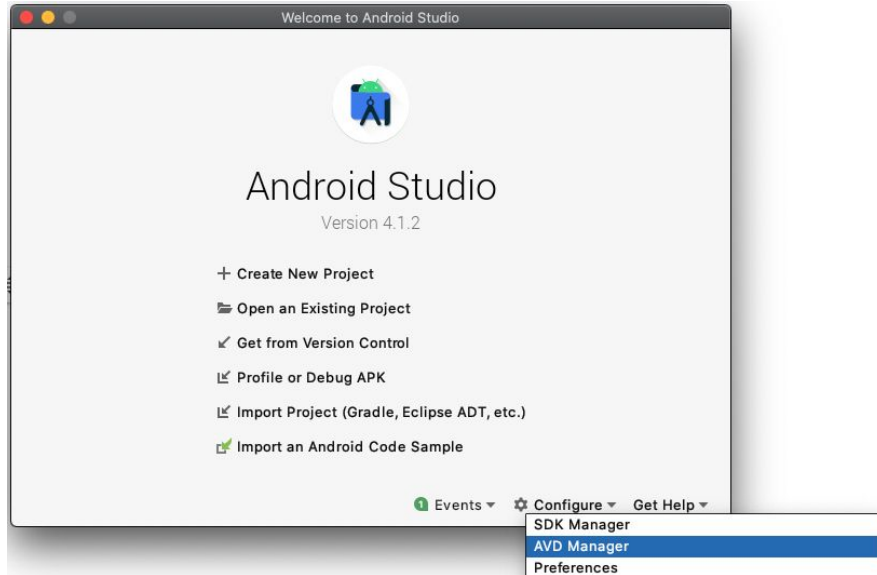 Welcome to Android Studio
Android Studio
Version 4.1.2
Create New Project
Open an Existing Project
Get from Version Control
Profile or Debug APK
Import Project (Gradle, Eclipse ADT, etc.)
Import an Android Code Sample
1 Events Configure Get Help
SDK Manager
AVD Manager
Preferences